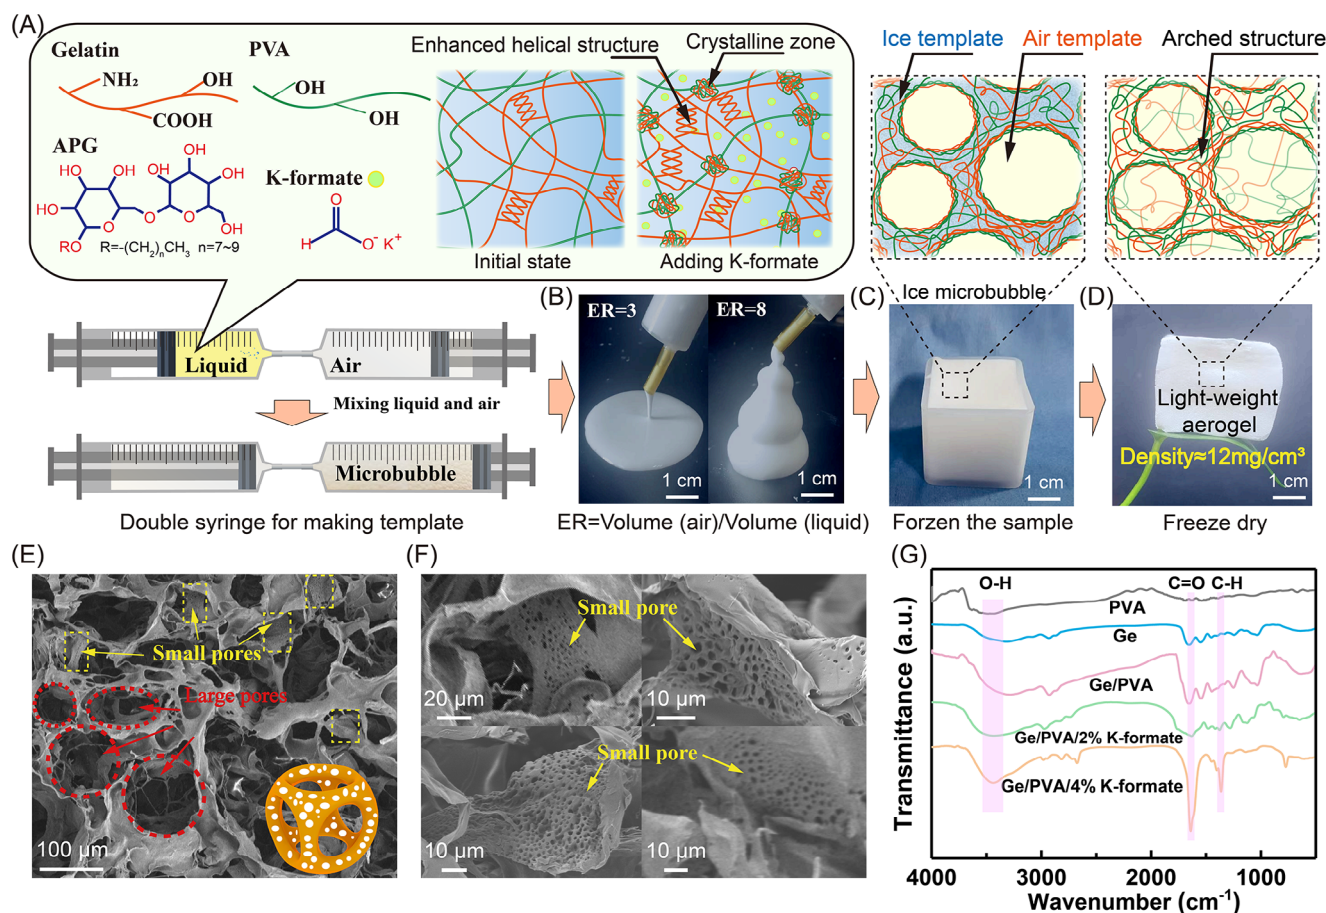 (A)
Gelatin
NH₂
OH
COOH
PVA
OH
OH
APG
OH
OH
OH
OH
OH
HO
HO
O
O
O
OH
RO
OH
R=-(CH₂)ₙCH₃ n=7~9
K-formate
O
H
O⁻ K⁺
Enhanced helical structure
Crystalline zone
Initial state
Adding K-formate
Ice template
Air template
Arched structure
Liquid
Air
Mixing liquid and air
Microbubble
Double syringe for making template
(B)
ER=3
ER=8
1 cm
1 cm
ER=Volume (air)/Volume (liquid)
(C)
Ice microbubble
1 cm
Forzen the sample
(D)
Light-weight
aerogel
Density≈12mg/cm³
1 cm
Freeze dry
(E)
Small pores
Large pores
100 μm
(F)
Small pore
20 μm
10 μm
Small pore
10 μm
10 μm
(G)
O-H
C=O
C-H
PVA
Ge
Ge/PVA
Ge/PVA/2% K-formate
Ge/PVA/4% K-formate
Transmittance (a.u.)
4000
3000
2000
1000
Wavenumber (cm⁻¹)